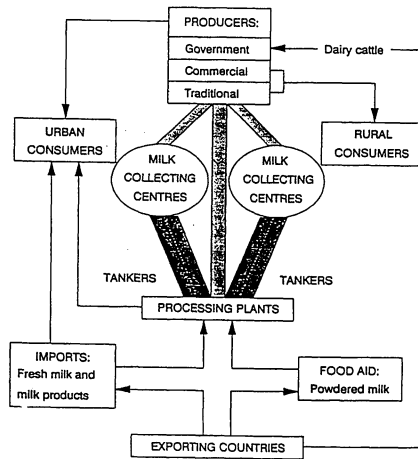 PRODUCERS:
Government
Dairy cattle
Commercial
Traditional
URBAN
CONSUMERS
RURAL
CONSUMERS
MILK
COLLECTING
CENTRES
MILK
COLLECTING
CENTRES
TANKERS
TANKERS
PROCESSING PLANTS
IMPORTS:
Fresh milk and
milk products
FOOD AID:
Powdered milk
EXPORTING COUNTRIES